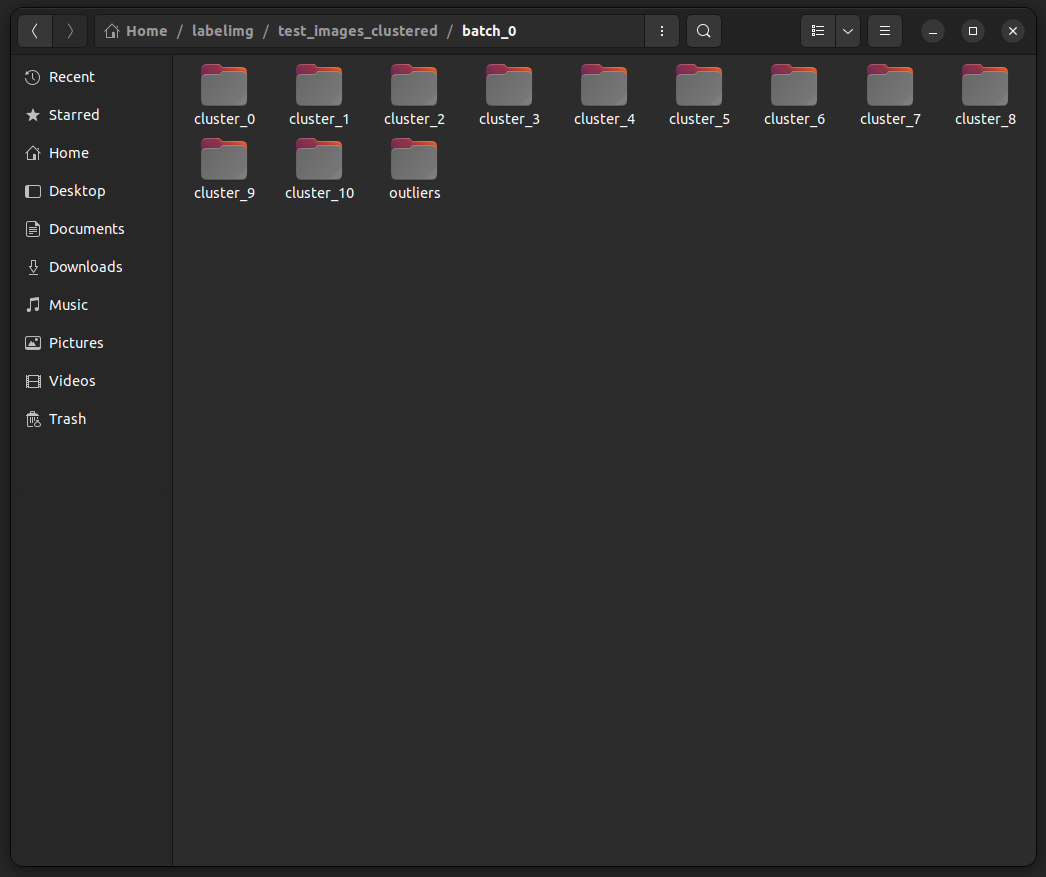 Home / labelimg / test_images_clustered / batch_0
Recent
Starred
Home
Desktop
Documents
Downloads
Music
Pictures
Videos
Trash
cluster_0 cluster_1 cluster_2 cluster_3 cluster_4 cluster_5 cluster_6 cluster_7 cluster_8
cluster_9 cluster_10 outliers